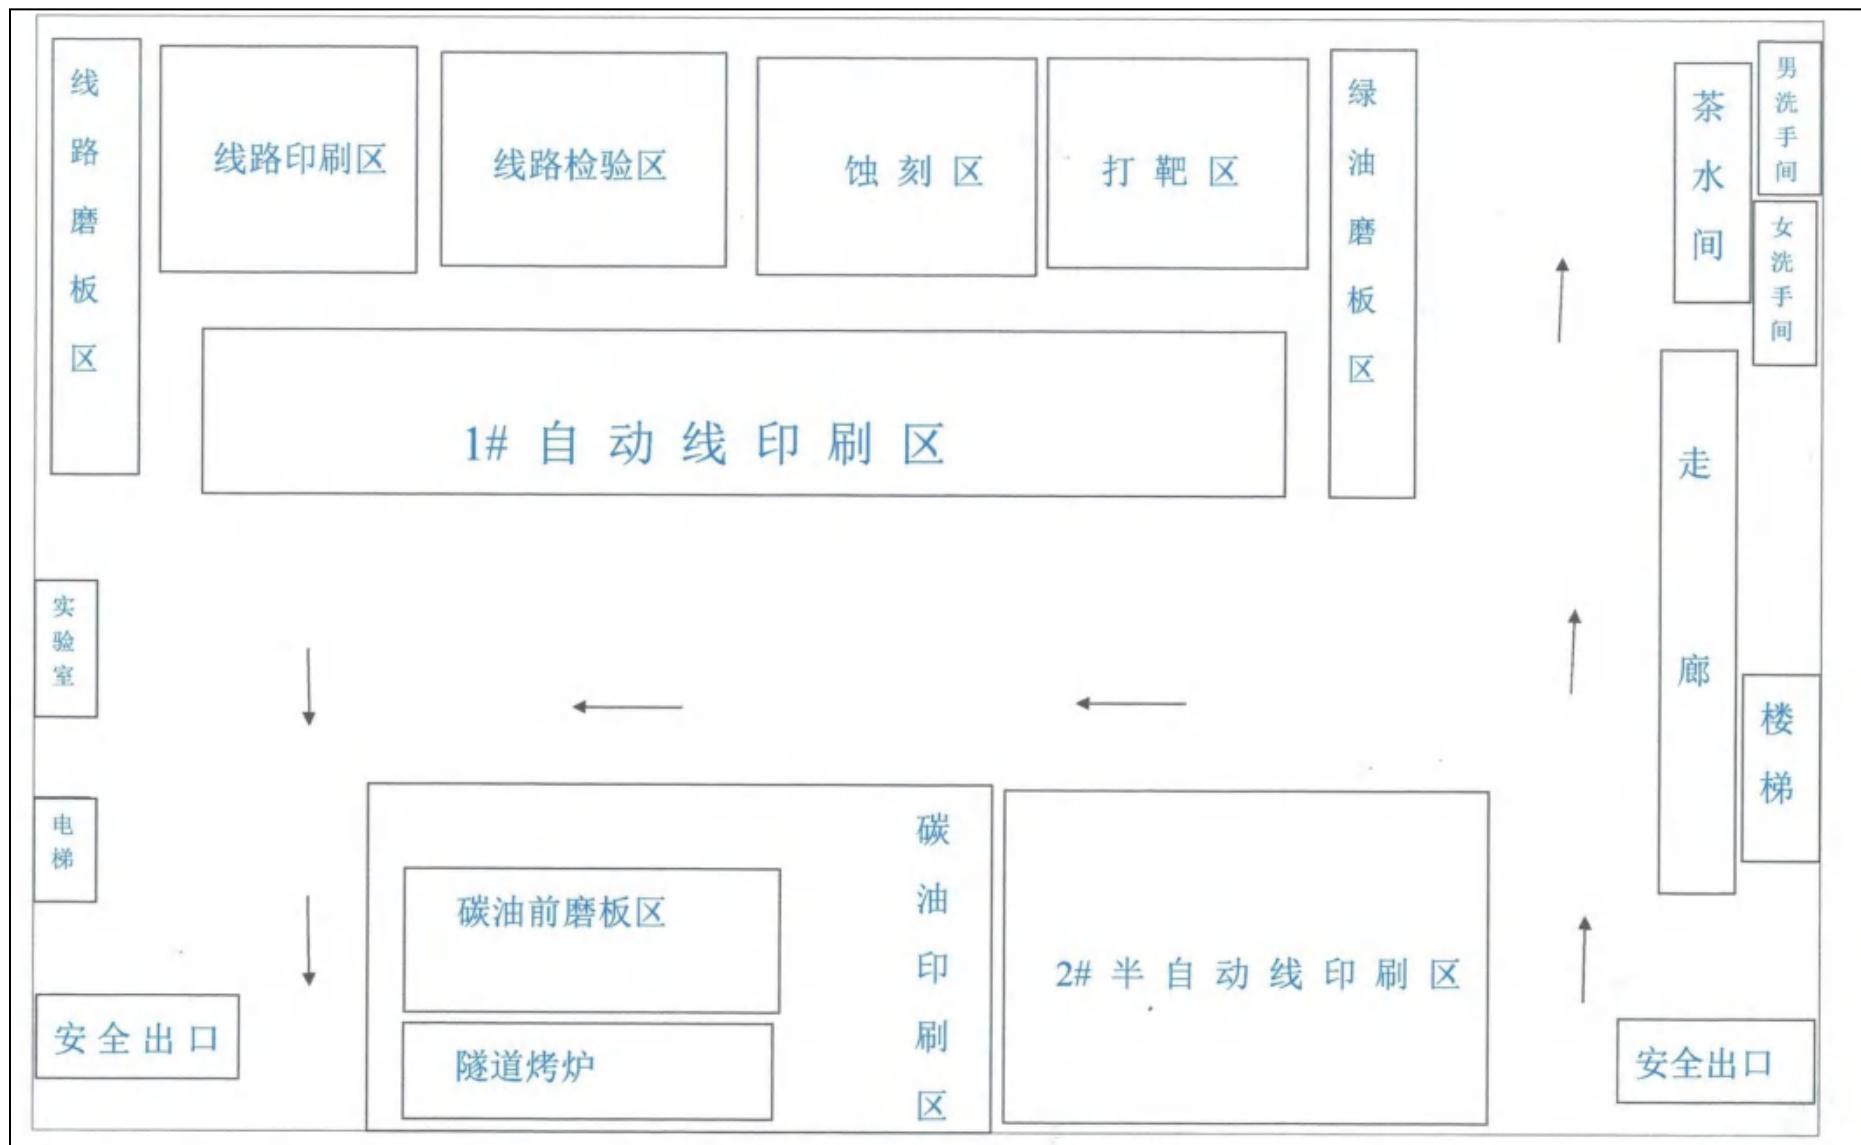 线路磨板区
线路印刷区
线路检验区
蚀刻区
打靶区
绿油磨板区
茶水间
男洗手间
女洗手间
1# 自动线印刷区
走廊
实验室
楼梯
电梯
碳油印刷区
碳油前磨板区
2# 半自动线印刷区
安全出口
隧道烤炉
安全出口